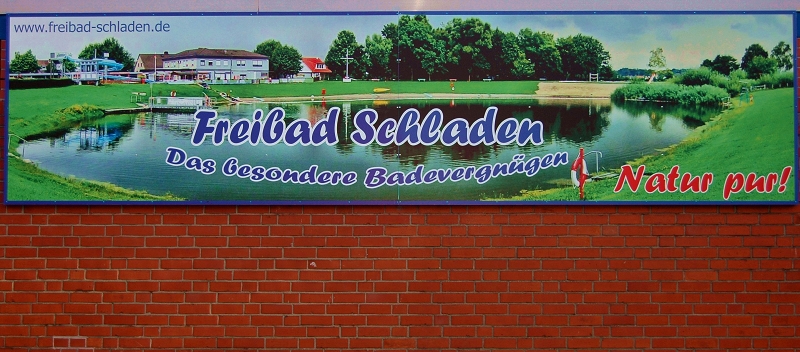 www.freibad-schladen.de
Freibad Schladen
Das besondere Badevergnügen
Natur pur!